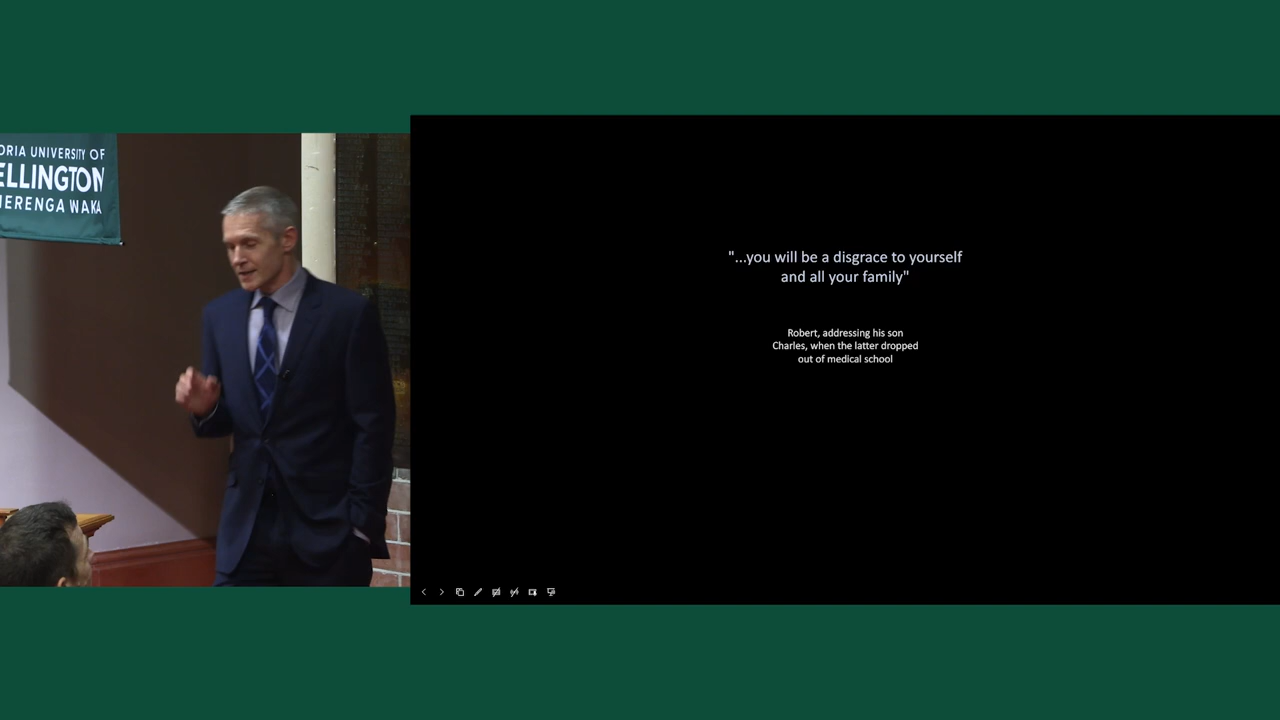 ORIA UNIVERSITY OF
ELLINGTON
HERENGA WAKA
"...you will be a disgrace to yourself
and all your family"
Robert, addressing his son
Charles, when the latter dropped
out of medical school